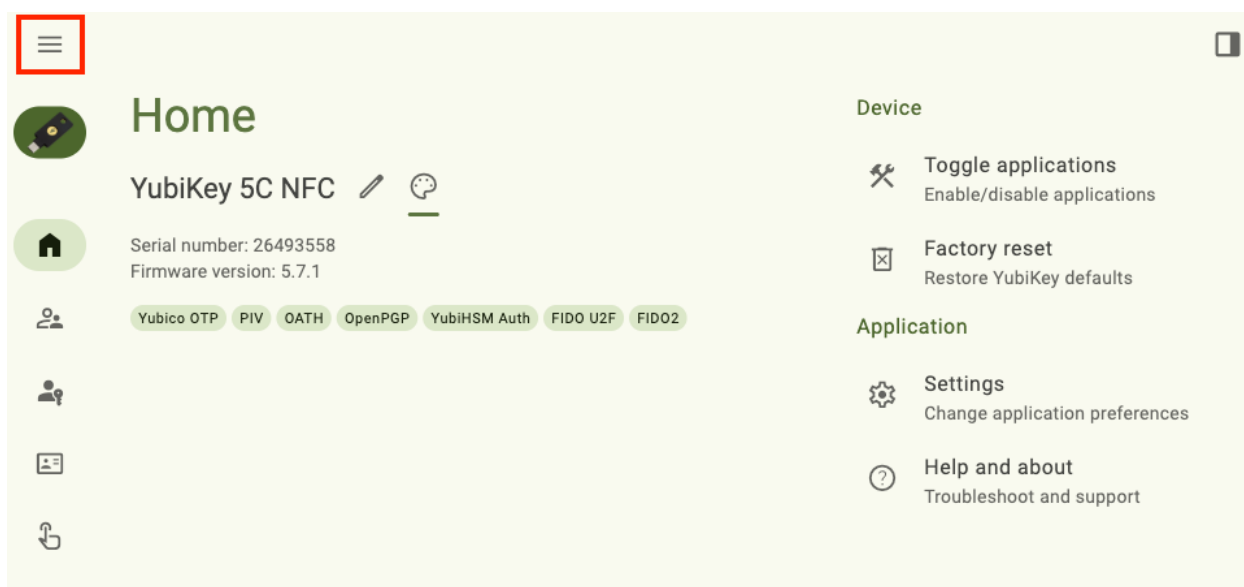 Home
YubiKey 5C NFC
Serial number: 26493558
Firmware version: 5.7.1
Yubico OTP PIV OATH OpenPGP YubiHSM Auth FIDO U2F FIDO2
Device
Toggle applications
Enable/disable applications
Factory reset
Restore YubiKey defaults
Application
Settings
Change application preferences
Help and about
Troubleshoot and support